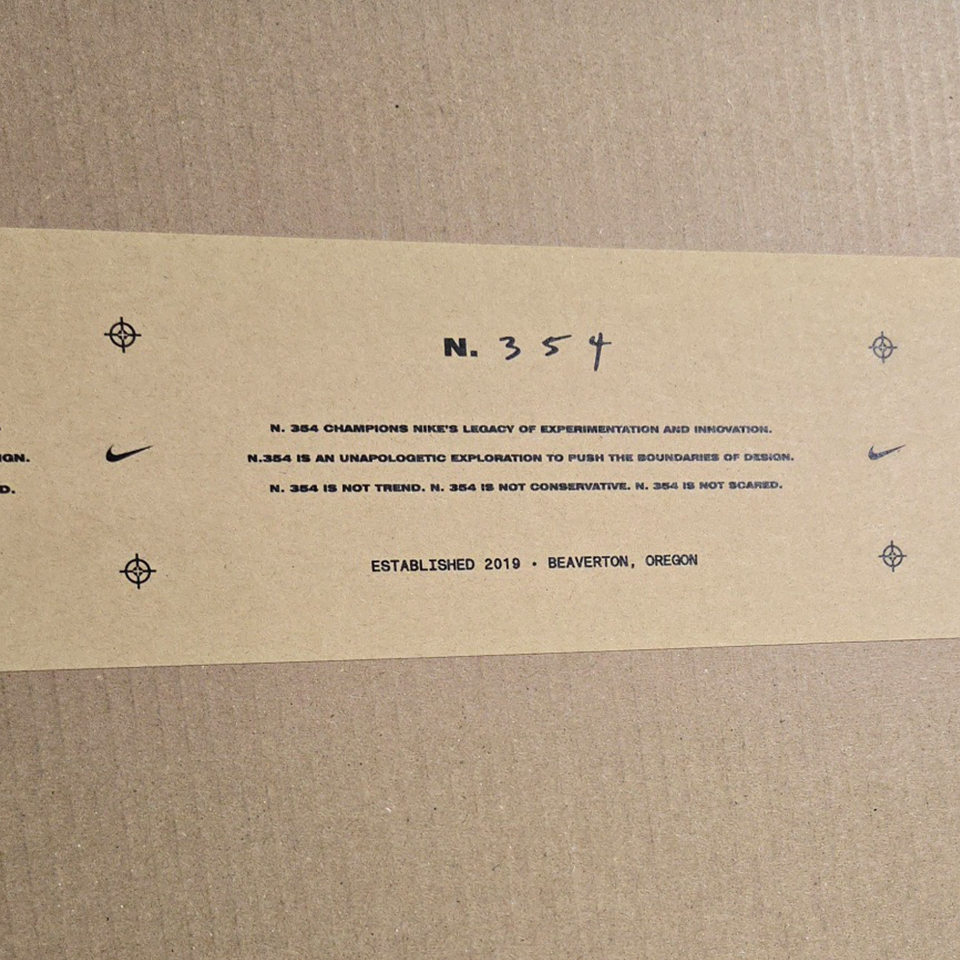 N. 354
N. 354 CHAMPIONS NIKE'S LEGACY OF EXPERIMENTATION AND INNOVATION.
IGN.
N.354 IS AN UNAPOLOGETIC EXPLORATION TO PUSH THE BOUNDARIES OF DESIGN.
D.
N. 354 IS NOT TREND. N. 354 IS NOT CONSERVATIVE. N. 354 IS NOT SCARED.
ESTABLISHED 2019 • BEAVERTON, OREGON